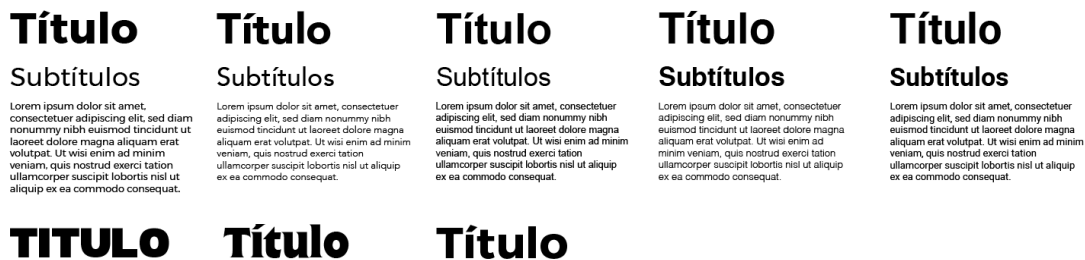 Título
Subtítulos
Lorem ipsum dolor sit amet,
consectetuer adipiscing elit, sed diam
nonummy nibh euismod tincidunt ut
laoreet dolore magna aliquam erat
volutpat. Ut wisi enim ad minim
veniam, quis nostrud exerci tation
ullamcorper suscipit lobortis nisl ut
aliquip ex ea commodo consequat.
Título
Subtítulos
Lorem ipsum dolor sit amet, consectetuer
adipiscing elit, sed diam nonummy nibh
euismod tincidunt ut laoreet dolore magna
aliquam erat volutpat. Ut wisi enim ad minim
veniam, quis nostrud exerci tation
ullamcorper suscipit lobortis nisl ut aliquip
ex ea commodo consequat.
Título
Subtítulos
Lorem ipsum dolor sit amet, consectetuer
adipiscing elit, sed diam nonummy nibh
euismod tincidunt ut laoreet dolore magna
aliquam erat volutpat. Ut wisi enim ad minim
veniam, quis nostrud exerci tation
ullamcorper suscipit lobortis nisl ut aliquip
ex ea commodo consequat.
Título
Subtítulos
Lorem ipsum dolor sit amet, consectetuer
adipiscing elit, sed diam nonummy nibh
euismod tincidunt ut laoreet dolore magna
aliquam erat volutpat. Ut wisi enim ad
minim veniam, quis nostrud exerci tation
ullamcorper suscipit lobortis nisl ut aliquip
ex ea commodo consequat.
Título
Subtítulos
Lorem ipsum dolor sit amet, consectetuer
adipiscing elit, sed diam nonummy nibh
euismod tincidunt ut laoreet dolore magna
aliquam erat volutpat. Ut wisi enim ad minim
veniam, quis nostrud exerci tation
ullamcorper suscipit lobortis nisl ut aliquip
ex ea commodo consequat.
TITULO
Título
Título